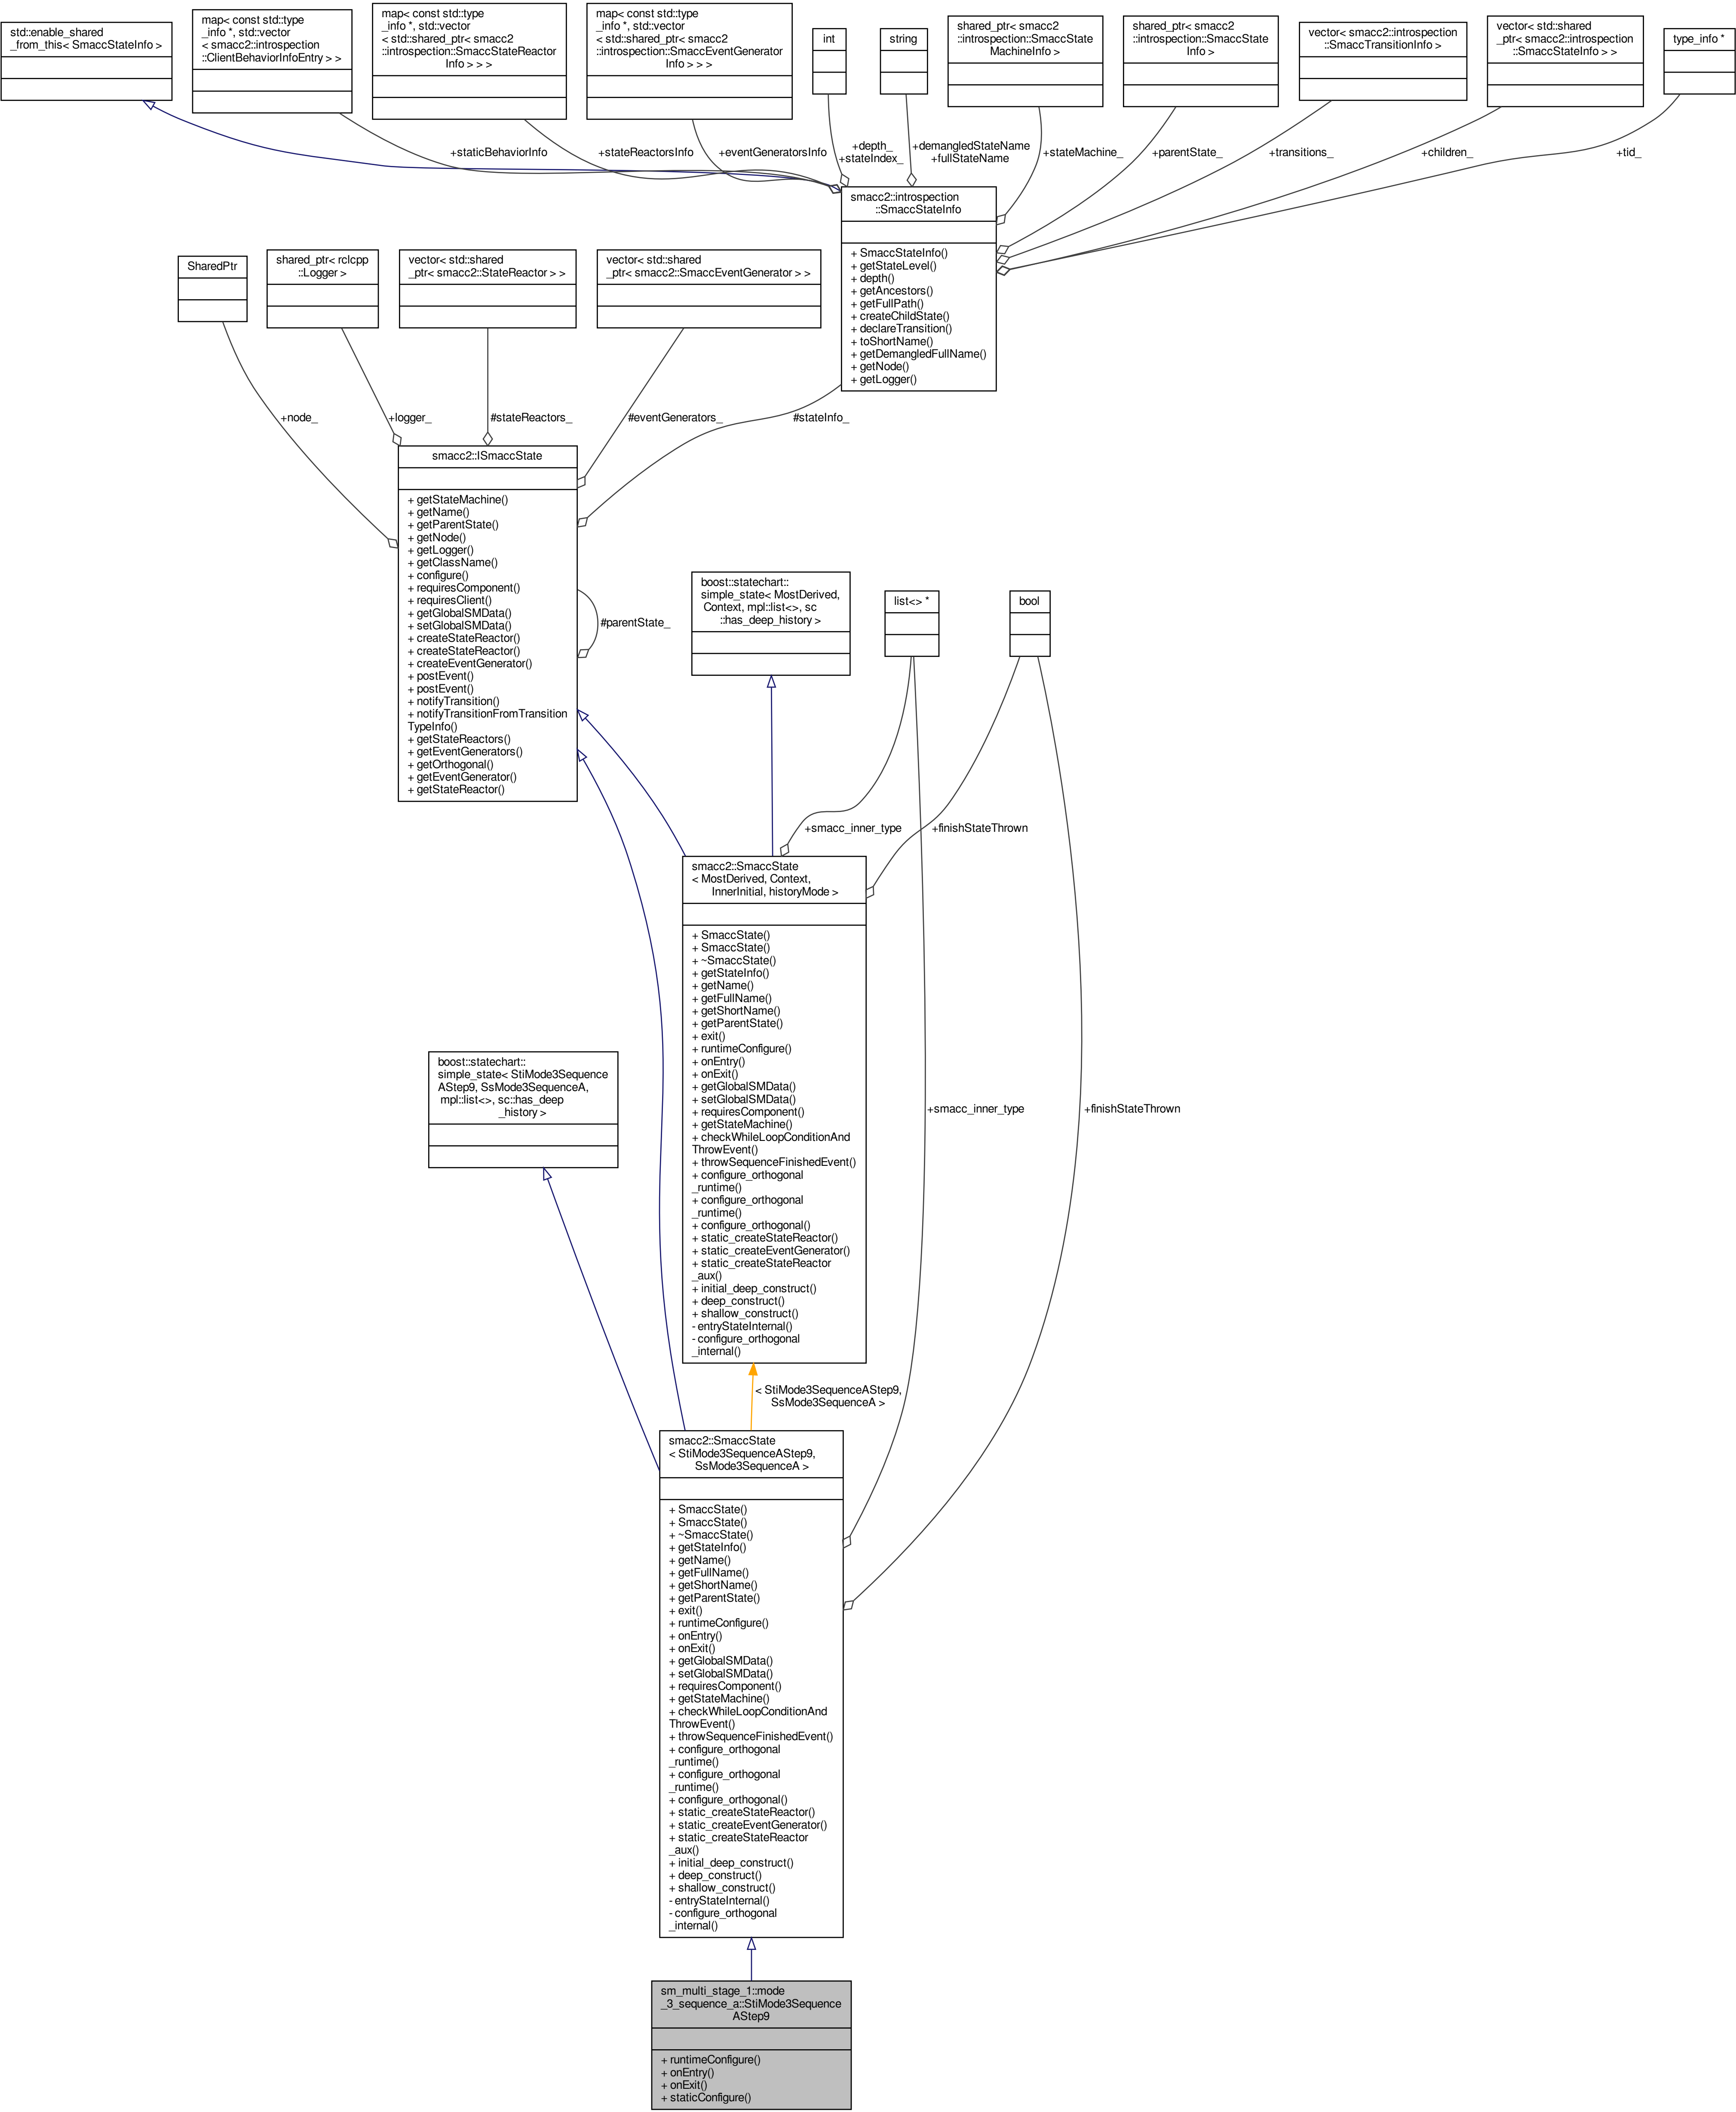 std::enable_shared
_from_this< SmaccStateInfo >
map< const std::type
_info *, std::vector
< smacc2::introspection
::ClientBehaviorInfoEntry > >
map< const std::type
_info *, std::vector
< std::shared_ptr< smacc2
::introspection::SmaccStateReactor
Info > > >
map< const std::type
_info *, std::vector
< std::shared_ptr< smacc2
::introspection::SmaccEventGenerator
Info > > >
int
string
shared_ptr< smacc2
::introspection::SmaccState
MachineInfo >
shared_ptr< smacc2
::introspection::SmaccState
Info >
vector< smacc2::introspection
::SmaccTransitionInfo >
vector< std::shared
_ptr< smacc2::introspection
::SmaccStateInfo > >
type_info *
+staticBehaviorInfo
+stateReactorsInfo
+eventGeneratorsInfo
+depth_
+stateIndex_
+demangledStateName
+fullStateName
+stateMachine_
+parentState_
+transitions_
+children_
+tid_
smacc2::introspection
::SmaccStateInfo
+ SmaccStateInfo()
+ getStateLevel()
+ depth()
+ getAncestors()
+ getFullPath()
+ createChildState()
+ declareTransition()
+ toShortName()
+ getDemangledFullName()
+ getNode()
+ getLogger()
SharedPtr
shared_ptr< rclcpp
::Logger >
vector< std::shared
_ptr< smacc2::StateReactor > >
vector< std::shared
_ptr< smacc2::SmaccEventGenerator > >
+node_
+logger_
#stateReactors_
#eventGenerators_
#stateInfo_
smacc2::ISmaccState
+ getStateMachine()
+ getName()
+ getParentState()
+ getNode()
+ getLogger()
+ getClassName()
+ configure()
+ requiresComponent()
+ requiresClient()
+ getGlobalSMData()
+ setGlobalSMData()
+ createStateReactor()
+ createStateReactor()
+ createEventGenerator()
+ postEvent()
+ postEvent()
+ notifyTransition()
+ notifyTransitionFromTransition
TypeInfo()
+ getStateReactors()
+ getEventGenerators()
+ getOrthogonal()
+ getEventGenerator()
+ getStateReactor()
#parentState_
boost::statechart::
simple_state< MostDerived,
Context, mpl::list<>, sc
::has_deep_history >
list<> *
bool
+smacc_inner_type
+finishStateThrown
smacc2::SmaccState
< MostDerived, Context,
InnerInitial, historyMode >
+ SmaccState()
+ SmaccState()
+ ~SmaccState()
+ getStateInfo()
+ getName()
+ getFullName()
+ getShortName()
+ getParentState()
+ exit()
+ runtimeConfigure()
+ onEntry()
+ onExit()
+ getGlobalSMData()
+ setGlobalSMData()
+ requiresComponent()
+ getStateMachine()
+ checkWhileLoopConditionAnd
ThrowEvent()
+ throwSequenceFinishedEvent()
+ configure_orthogonal
_runtime()
+ configure_orthogonal
_runtime()
+ configure_orthogonal()
+ static_createStateReactor()
+ static_createEventGenerator()
+ static_createStateReactor
_aux()
+ initial_deep_construct()
+ deep_construct()
+ shallow_construct()
- entryStateInternal()
- configure_orthogonal
_internal()
boost::statechart::
simple_state< StiMode3Sequence
AStep9, SsMode3SequenceA,
mpl::list<>, sc::has_deep
_history >
+smacc_inner_type
+finishStateThrown
< StiMode3SequenceAStep9,
SsMode3SequenceA >
smacc2::SmaccState
< StiMode3SequenceAStep9,
SsMode3SequenceA >
+ SmaccState()
+ SmaccState()
+ ~SmaccState()
+ getStateInfo()
+ getName()
+ getFullName()
+ getShortName()
+ getParentState()
+ exit()
+ runtimeConfigure()
+ onEntry()
+ onExit()
+ getGlobalSMData()
+ setGlobalSMData()
+ requiresComponent()
+ getStateMachine()
+ checkWhileLoopConditionAnd
ThrowEvent()
+ throwSequenceFinishedEvent()
+ configure_orthogonal
_runtime()
+ configure_orthogonal
_runtime()
+ configure_orthogonal()
+ static_createStateReactor()
+ static_createEventGenerator()
+ static_createStateReactor
_aux()
+ initial_deep_construct()
+ deep_construct()
+ shallow_construct()
- entryStateInternal()
- configure_orthogonal
_internal()
sm_multi_stage_1::mode
_3_sequence_a::StiMode3Sequence
AStep9
+ runtimeConfigure()
+ onEntry()
+ onExit()
+ staticConfigure()